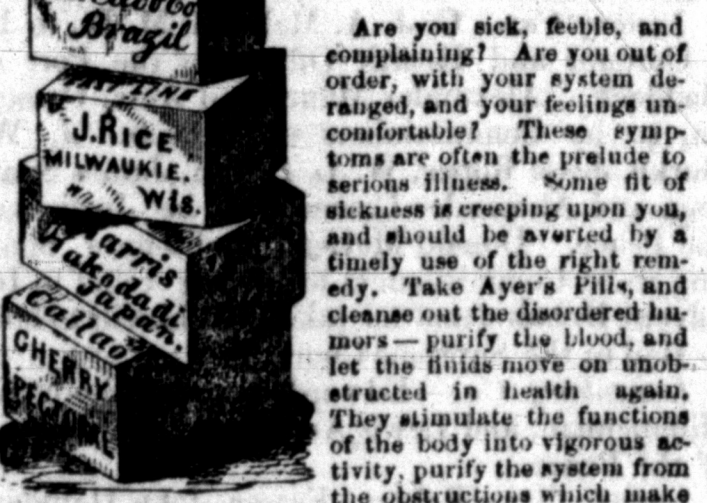 Brazil
FAST LINE
J. RICE
MILWAUKIE.
Wis.
Harris
Hakodadi
Japan.
Callao
CHERRY
PECTORAL
Are you sick, feeble, and
complaining? Are you out of
order, with your system de-
ranged, and your feelings un-
comfortable? These symp-
toms are often the prelude to
serious illness. Some fit of
sickness is creeping upon you,
and should be averted by a
timely use of the right rem-
edy. Take Ayer's Pills, and
cleanse out the disordered hu-
mors — purify the blood, and
let the fluids move on unob-
structed in health again.
They stimulate the functions
of the body into vigorous ac-
tivity, purify the system from
the obstructions which make